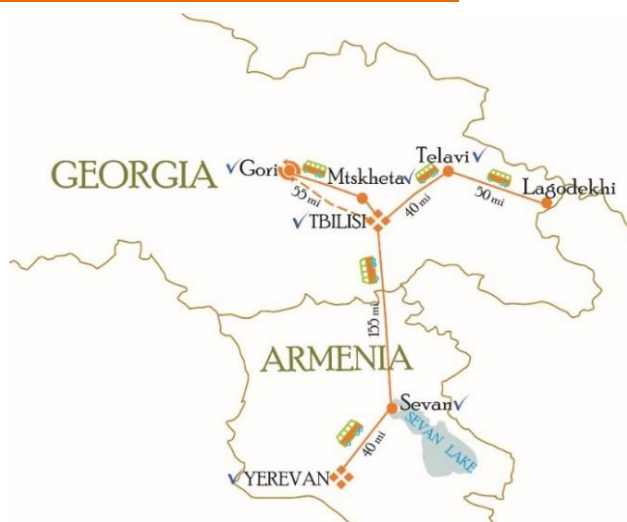 Telavi
GEORGIA
Gori
Mtskheta
Lagodekhi
55 mi
40 mi
50 mi
TBILISI
155 mi
ARMENIA
Sevan
SEVAN LAKE
40 mi
YEREVAN